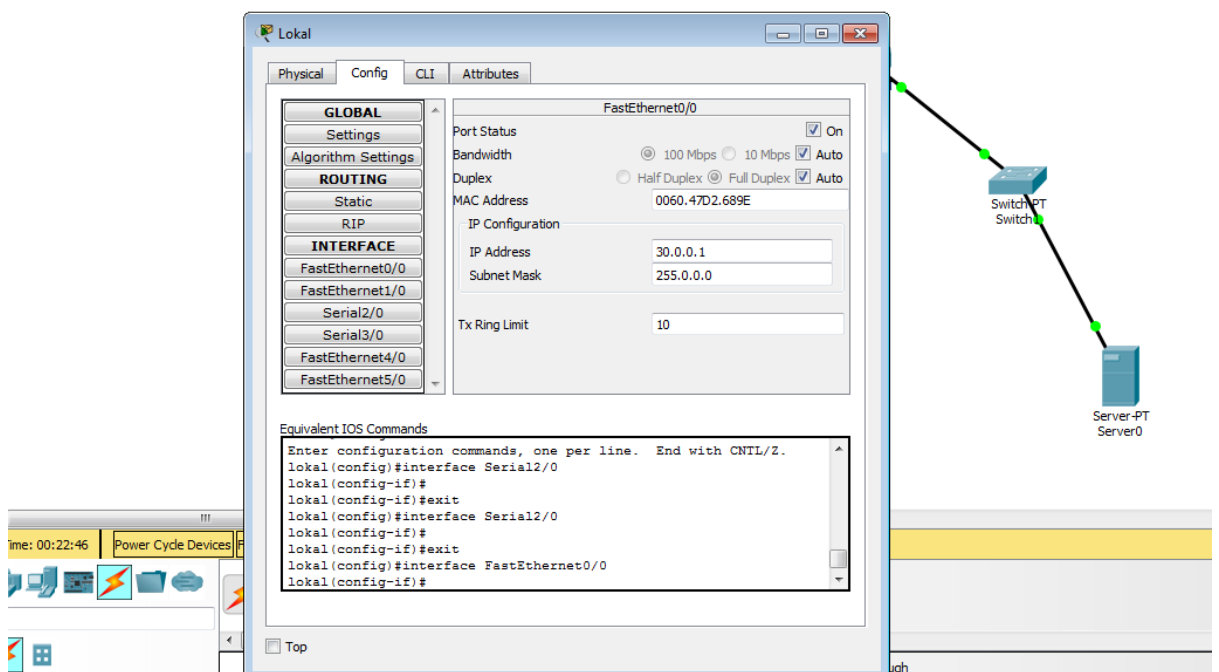 Lokal
Physical Config CLI Attributes
GLOBAL
Settings
Algorithm Settings
ROUTING
Static
RIP
INTERFACE
FastEthernet0/0
FastEthernet1/0
Serial2/0
Serial3/0
FastEthernet4/0
FastEthernet5/0
FastEthernet0/0
Port Status On
Bandwidth 100 Mbps 10 Mbps Auto
Duplex Half Duplex Full Duplex Auto
MAC Address 0060.47D2.689E
IP Configuration
IP Address 30.0.0.1
Subnet Mask 255.0.0.0
Tx Ring Limit 10
Equivalent IOS Commands
Enter configuration commands, one per line. End with CNTL/Z.
lokal(config)#interface Serial2/0
lokal(config-if)#
lokal(config-if)#exit
lokal(config)#interface Serial2/0
lokal(config-if)#
lokal(config-if)#exit
lokal(config)#interface FastEthernet0/0
lokal(config-if)#
Top
Switch-PT
Switch1
Server-PT
Server0
Time: 00:22:46 Power Cycle Devices F
ugh